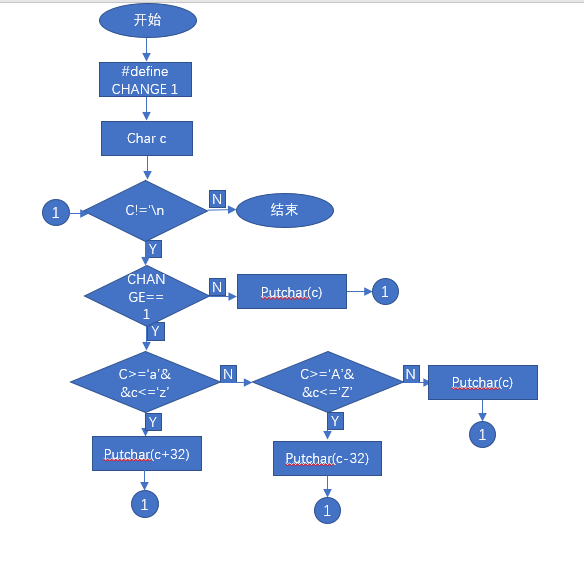 开始
#define
CHANGE 1
Char c
1
C!='\n
N
结束
Y
CHAN
GE==
1
N
Putchar(c)
1
Y
C>='a'&
&c<='z'
N
C>='A'&
&c<='Z'
N
Putchar(c)
Y
Y
1
Putchar(c+32)
Putchar(c-32)
1
1